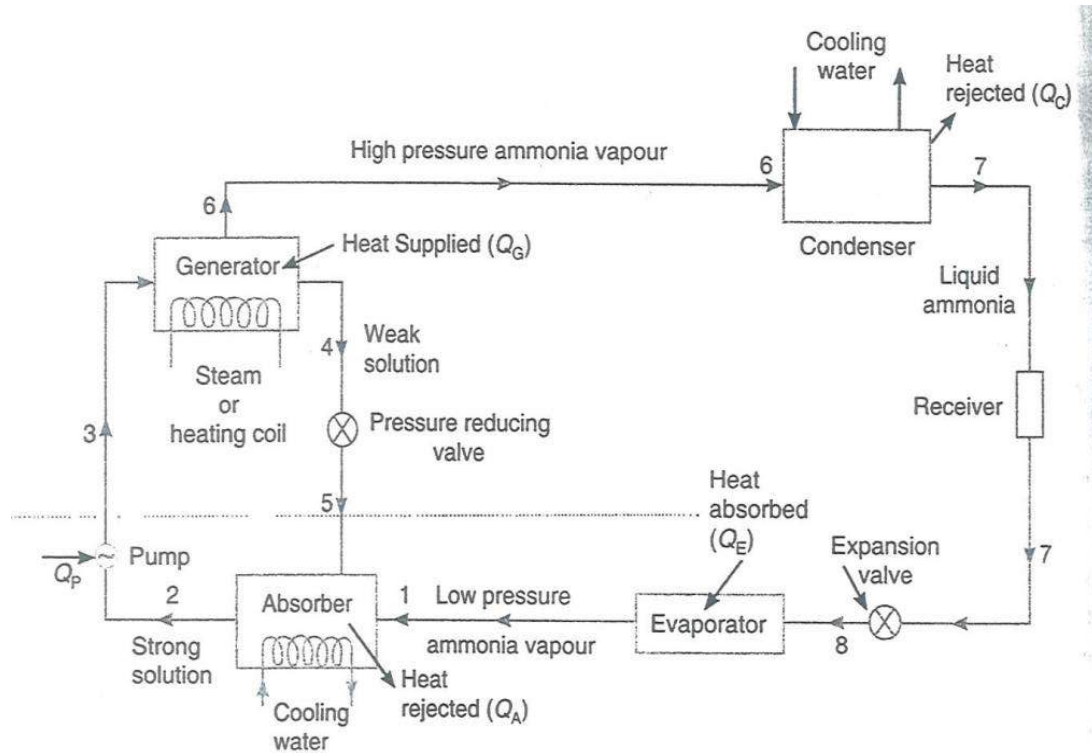 Cooling
water
Heat
rejected (Q_C)
High pressure ammonia vapour
6
7
6
Condenser
Generator
Heat Supplied (Q_G)
Liquid
ammonia
4
Weak
solution
Steam
or
heating coil
Receiver
3
Pressure reducing
valve
5
Heat
absorbed
(Q_E)
Expansion
valve
7
Q_P
Pump
2
Absorber
1
Low pressure
ammonia vapour
Evaporator
8
Strong
solution
Heat
rejected (Q_A)
Cooling
water